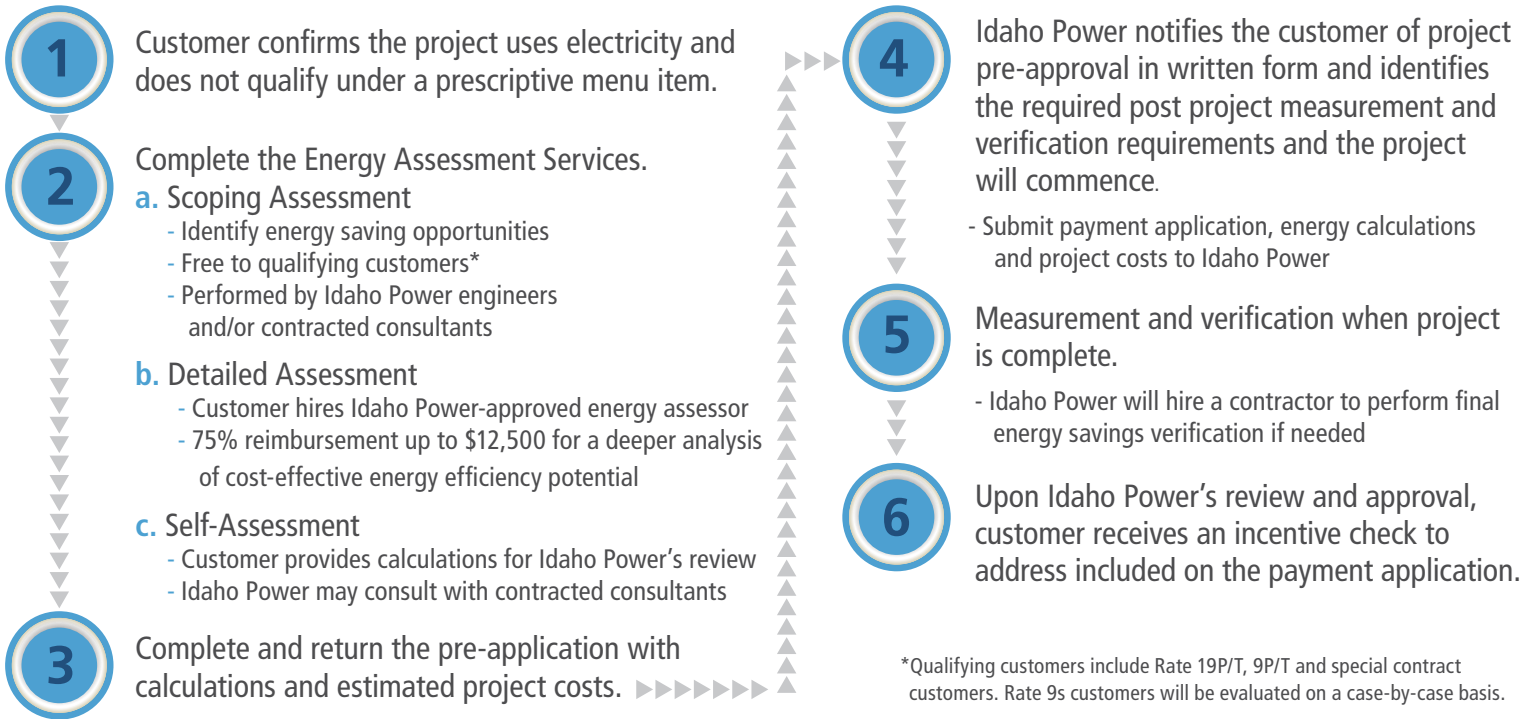 1
Customer confirms the project uses electricity and
does not qualify under a prescriptive menu item.
2
Complete the Energy Assessment Services.
a. Scoping Assessment
- Identify energy saving opportunities
- Free to qualifying customers*
- Performed by Idaho Power engineers
and/or contracted consultants
b. Detailed Assessment
- Customer hires Idaho Power-approved energy assessor
- 75% reimbursement up to $12,500 for a deeper analysis
of cost-effective energy efficiency potential
c. Self-Assessment
- Customer provides calculations for Idaho Power’s review
- Idaho Power may consult with contracted consultants
3
Complete and return the pre-application with
calculations and estimated project costs.
4
Idaho Power notifies the customer of project
pre-approval in written form and identifies
the required post project measurement and
verification requirements and the project
will commence.
- Submit payment application, energy calculations
and project costs to Idaho Power
5
Measurement and verification when project
is complete.
- Idaho Power will hire a contractor to perform final
energy savings verification if needed
6
Upon Idaho Power’s review and approval,
customer receives an incentive check to
address included on the payment application.
*Qualifying customers include Rate 19P/T, 9P/T and special contract
customers. Rate 9s customers will be evaluated on a case-by-case basis.